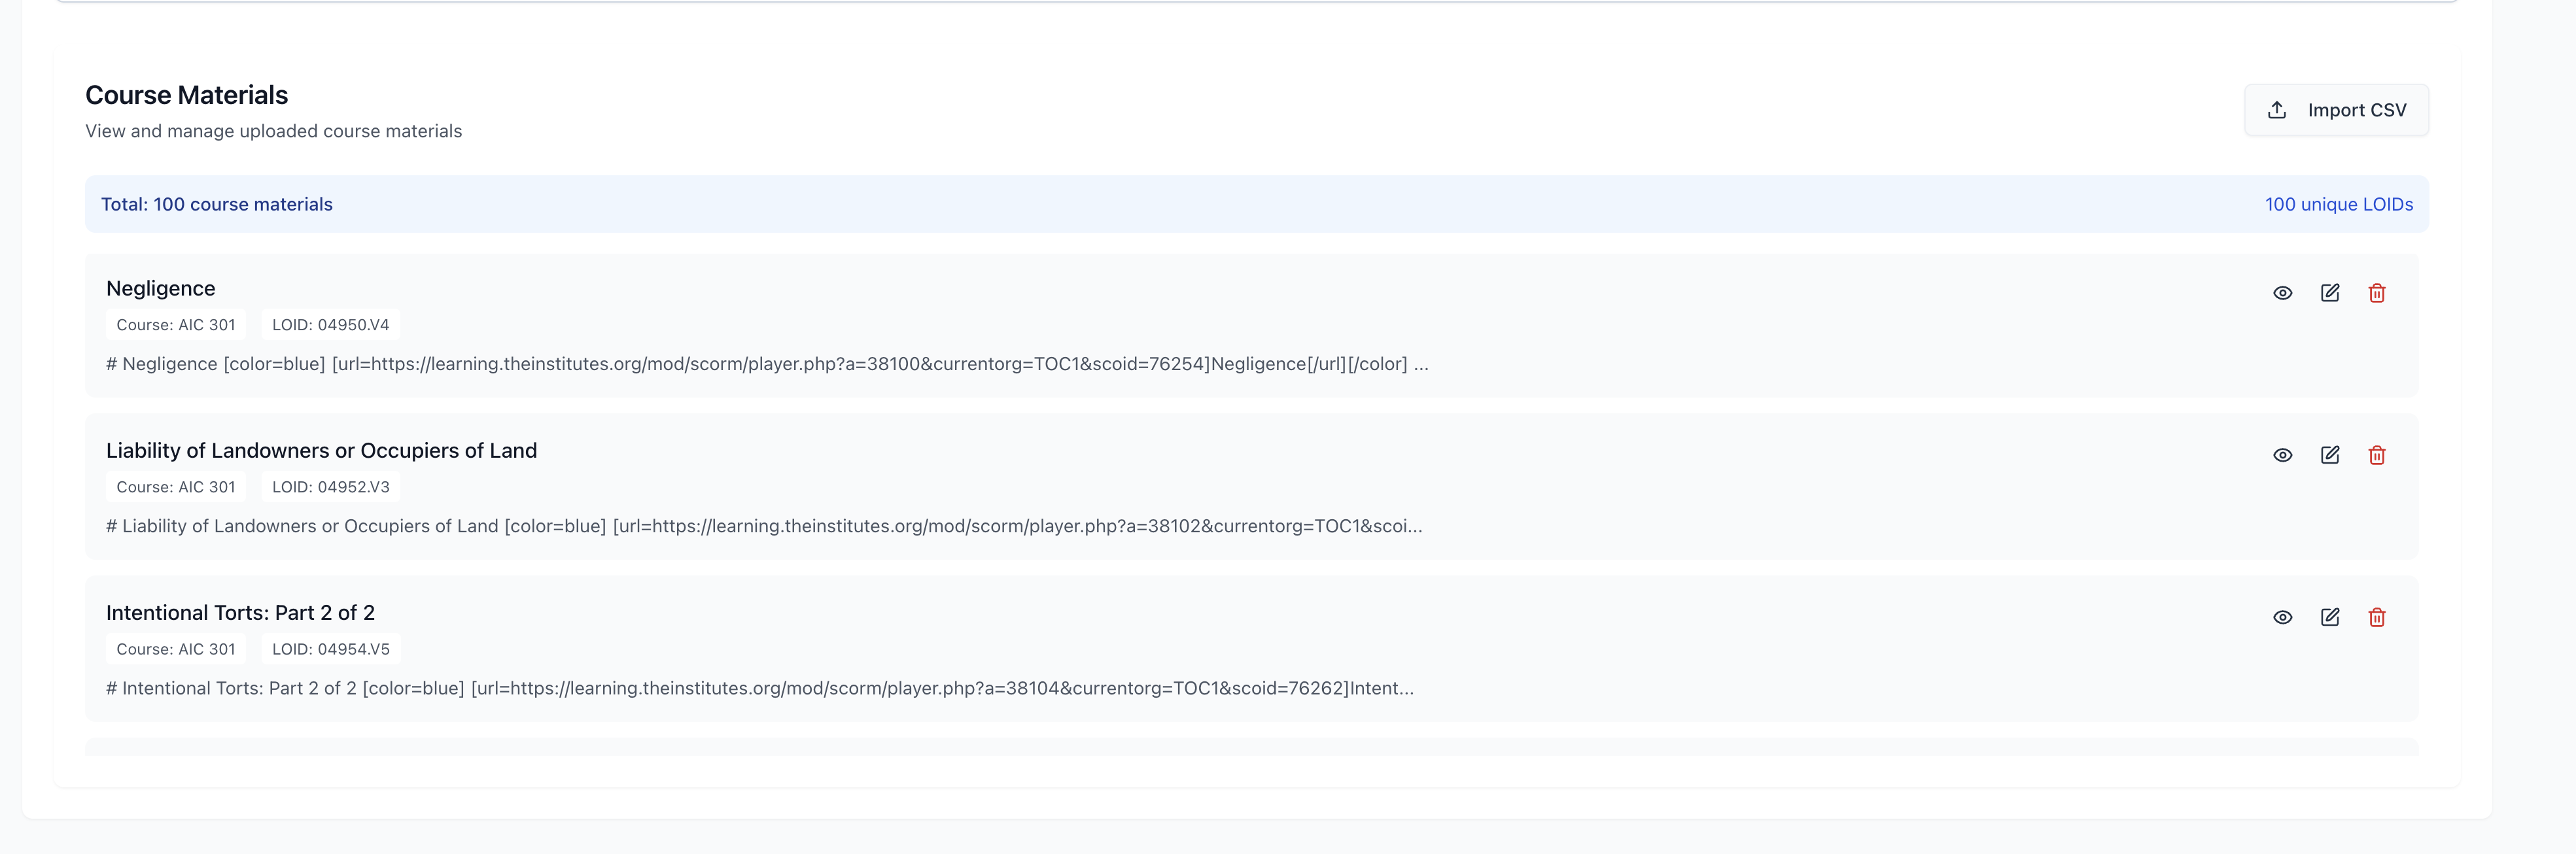 Course Materials
View and manage uploaded course materials
Import CSV
Total: 100 course materials
100 unique LOIDs
Negligence
Course: AIC 301
LOID: 04950.V4
# Negligence [color=blue] [url=https://learning.theinstitutes.org/mod/scorm/player.php?a=38100&currentorg=TOC1&scoid=76254]Negligence[/url][/color] ...
Liability of Landowners or Occupiers of Land
Course: AIC 301
LOID: 04952.V3
# Liability of Landowners or Occupiers of Land [color=blue] [url=https://learning.theinstitutes.org/mod/scorm/player.php?a=38102&currentorg=TOC1&scoi...
Intentional Torts: Part 2 of 2
Course: AIC 301
LOID: 04954.V5
# Intentional Torts: Part 2 of 2 [color=blue] [url=https://learning.theinstitutes.org/mod/scorm/player.php?a=38104&currentorg=TOC1&scoid=76262]Intent...